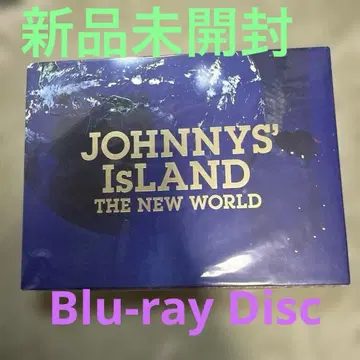 新品未開封
JOHNNYS'
IsLAND
THE NEW WORLD
Blu-ray Disc